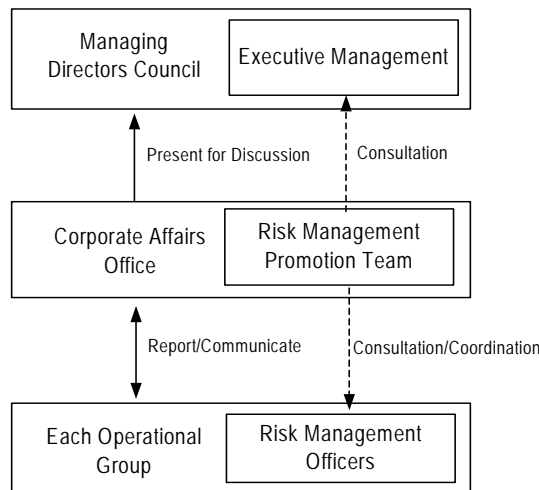 Managing
Directors Council
Executive Management
Present for Discussion
Consultation
Corporate Affairs
Office
Risk Management
Promotion Team
Report/Communicate
Consultation/Coordination
Each Operational
Group
Risk Management
Officers